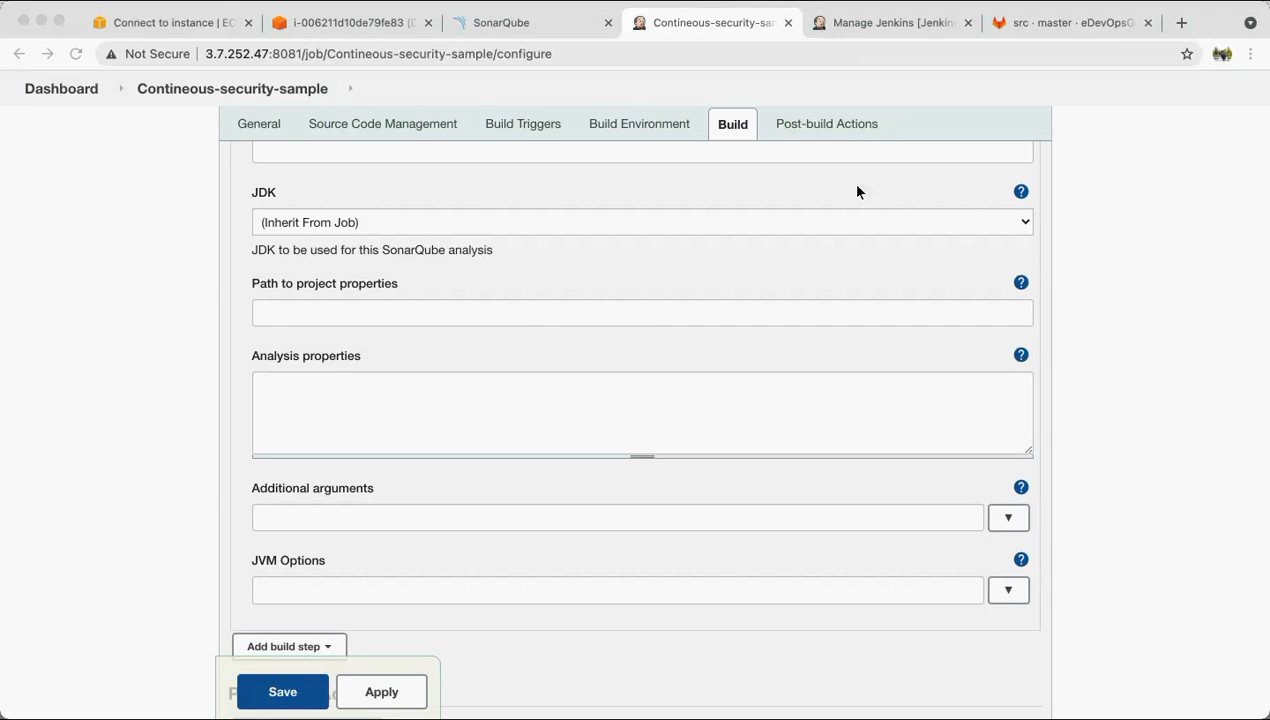 Connect to instance | EC
i-006211d10de79fe83 (
SonarQube
Contineous-security-sam
Manage Jenkins [Jenkin
src · master · eDevOpsG
Not Secure
3.7.252.47:8081/job/Contineous-security-sample/configure
Dashboard
Contineous-security-sample
General
Source Code Management
Build Triggers
Build Environment
Build
Post-build Actions
JDK
(Inherit From Job)
JDK to be used for this SonarQube analysis
Path to project properties
Analysis properties
Additional arguments
JVM Options
Add build step
Save
Apply